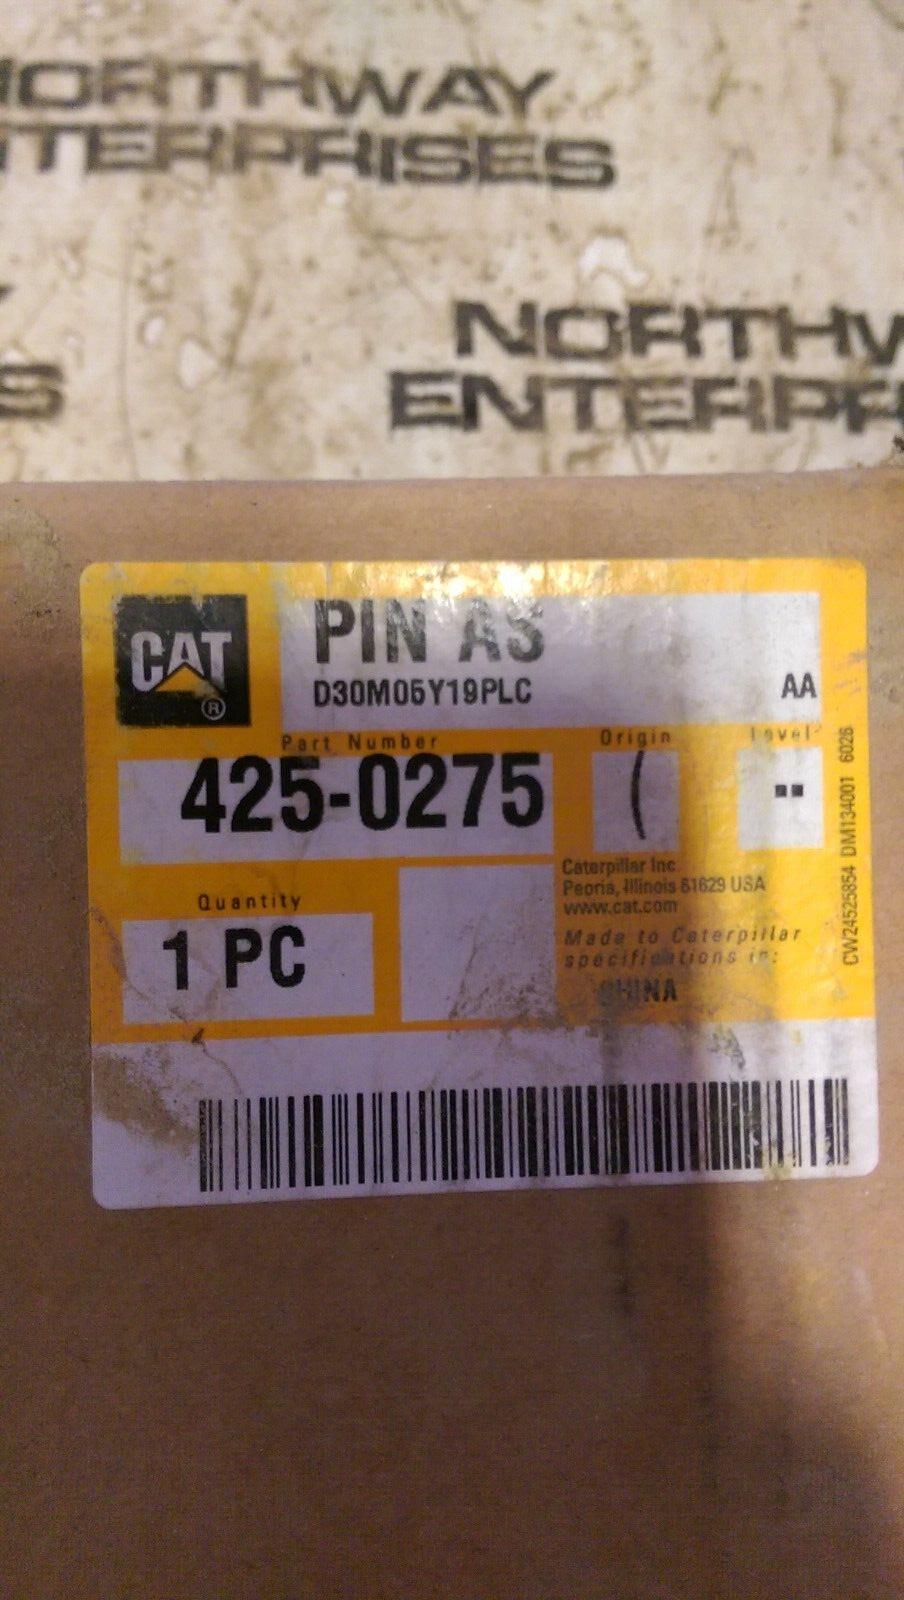 NORTHWAY
ENTERPRISES
NORTHW
ENTERPR
S
CAT
®
PIN AS
D30M05Y19PLC
AA
Part Number
Origin
Level
425-0275
(
--
Quantity
1 PC
Caterpillar Inc
Peoria, Illinois 61629 USA
www.cat.com
Made to Caterpillar
specifications in:
CHINA
CW24525854 DM134001 6026